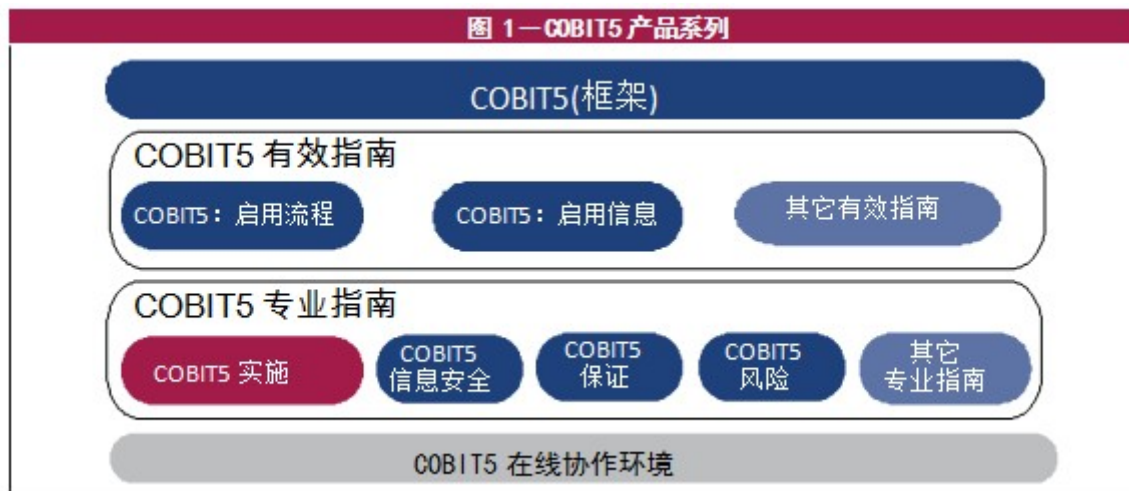 图 1—COBIT5 产品系列
COBIT5(框架)
COBIT5 有效指南
COBIT5：启用流程
COBIT5：启用信息
其它有效指南
COBIT5 专业指南
COBIT5 实施
COBIT5
信息安全
COBIT5
保证
COBIT5
风险
其它
专业指南
COBIT5 在线协作环境